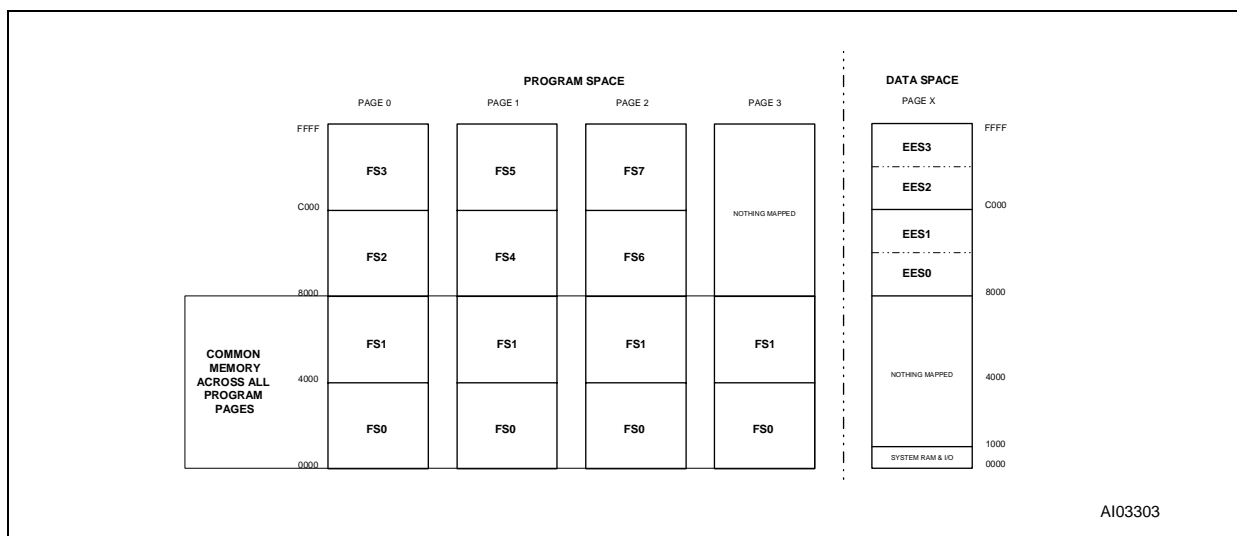 PROGRAM SPACE
DATA SPACE
PAGE 0
PAGE 1
PAGE 2
PAGE 3
PAGE X
FFFF
FS3
FS5
FS7
NOTHING MAPPED
C000
FS2
FS4
FS6
8000
COMMON
MEMORY
ACROSS ALL
PROGRAM
PAGES
FS1
FS1
FS1
FS1
4000
FS0
FS0
FS0
FS0
0000
EES3
FFFF
EES2
C000
EES1
EES0
8000
NOTHING MAPPED
4000
1000
SYSTEM RAM & I/O
0000
AI03303